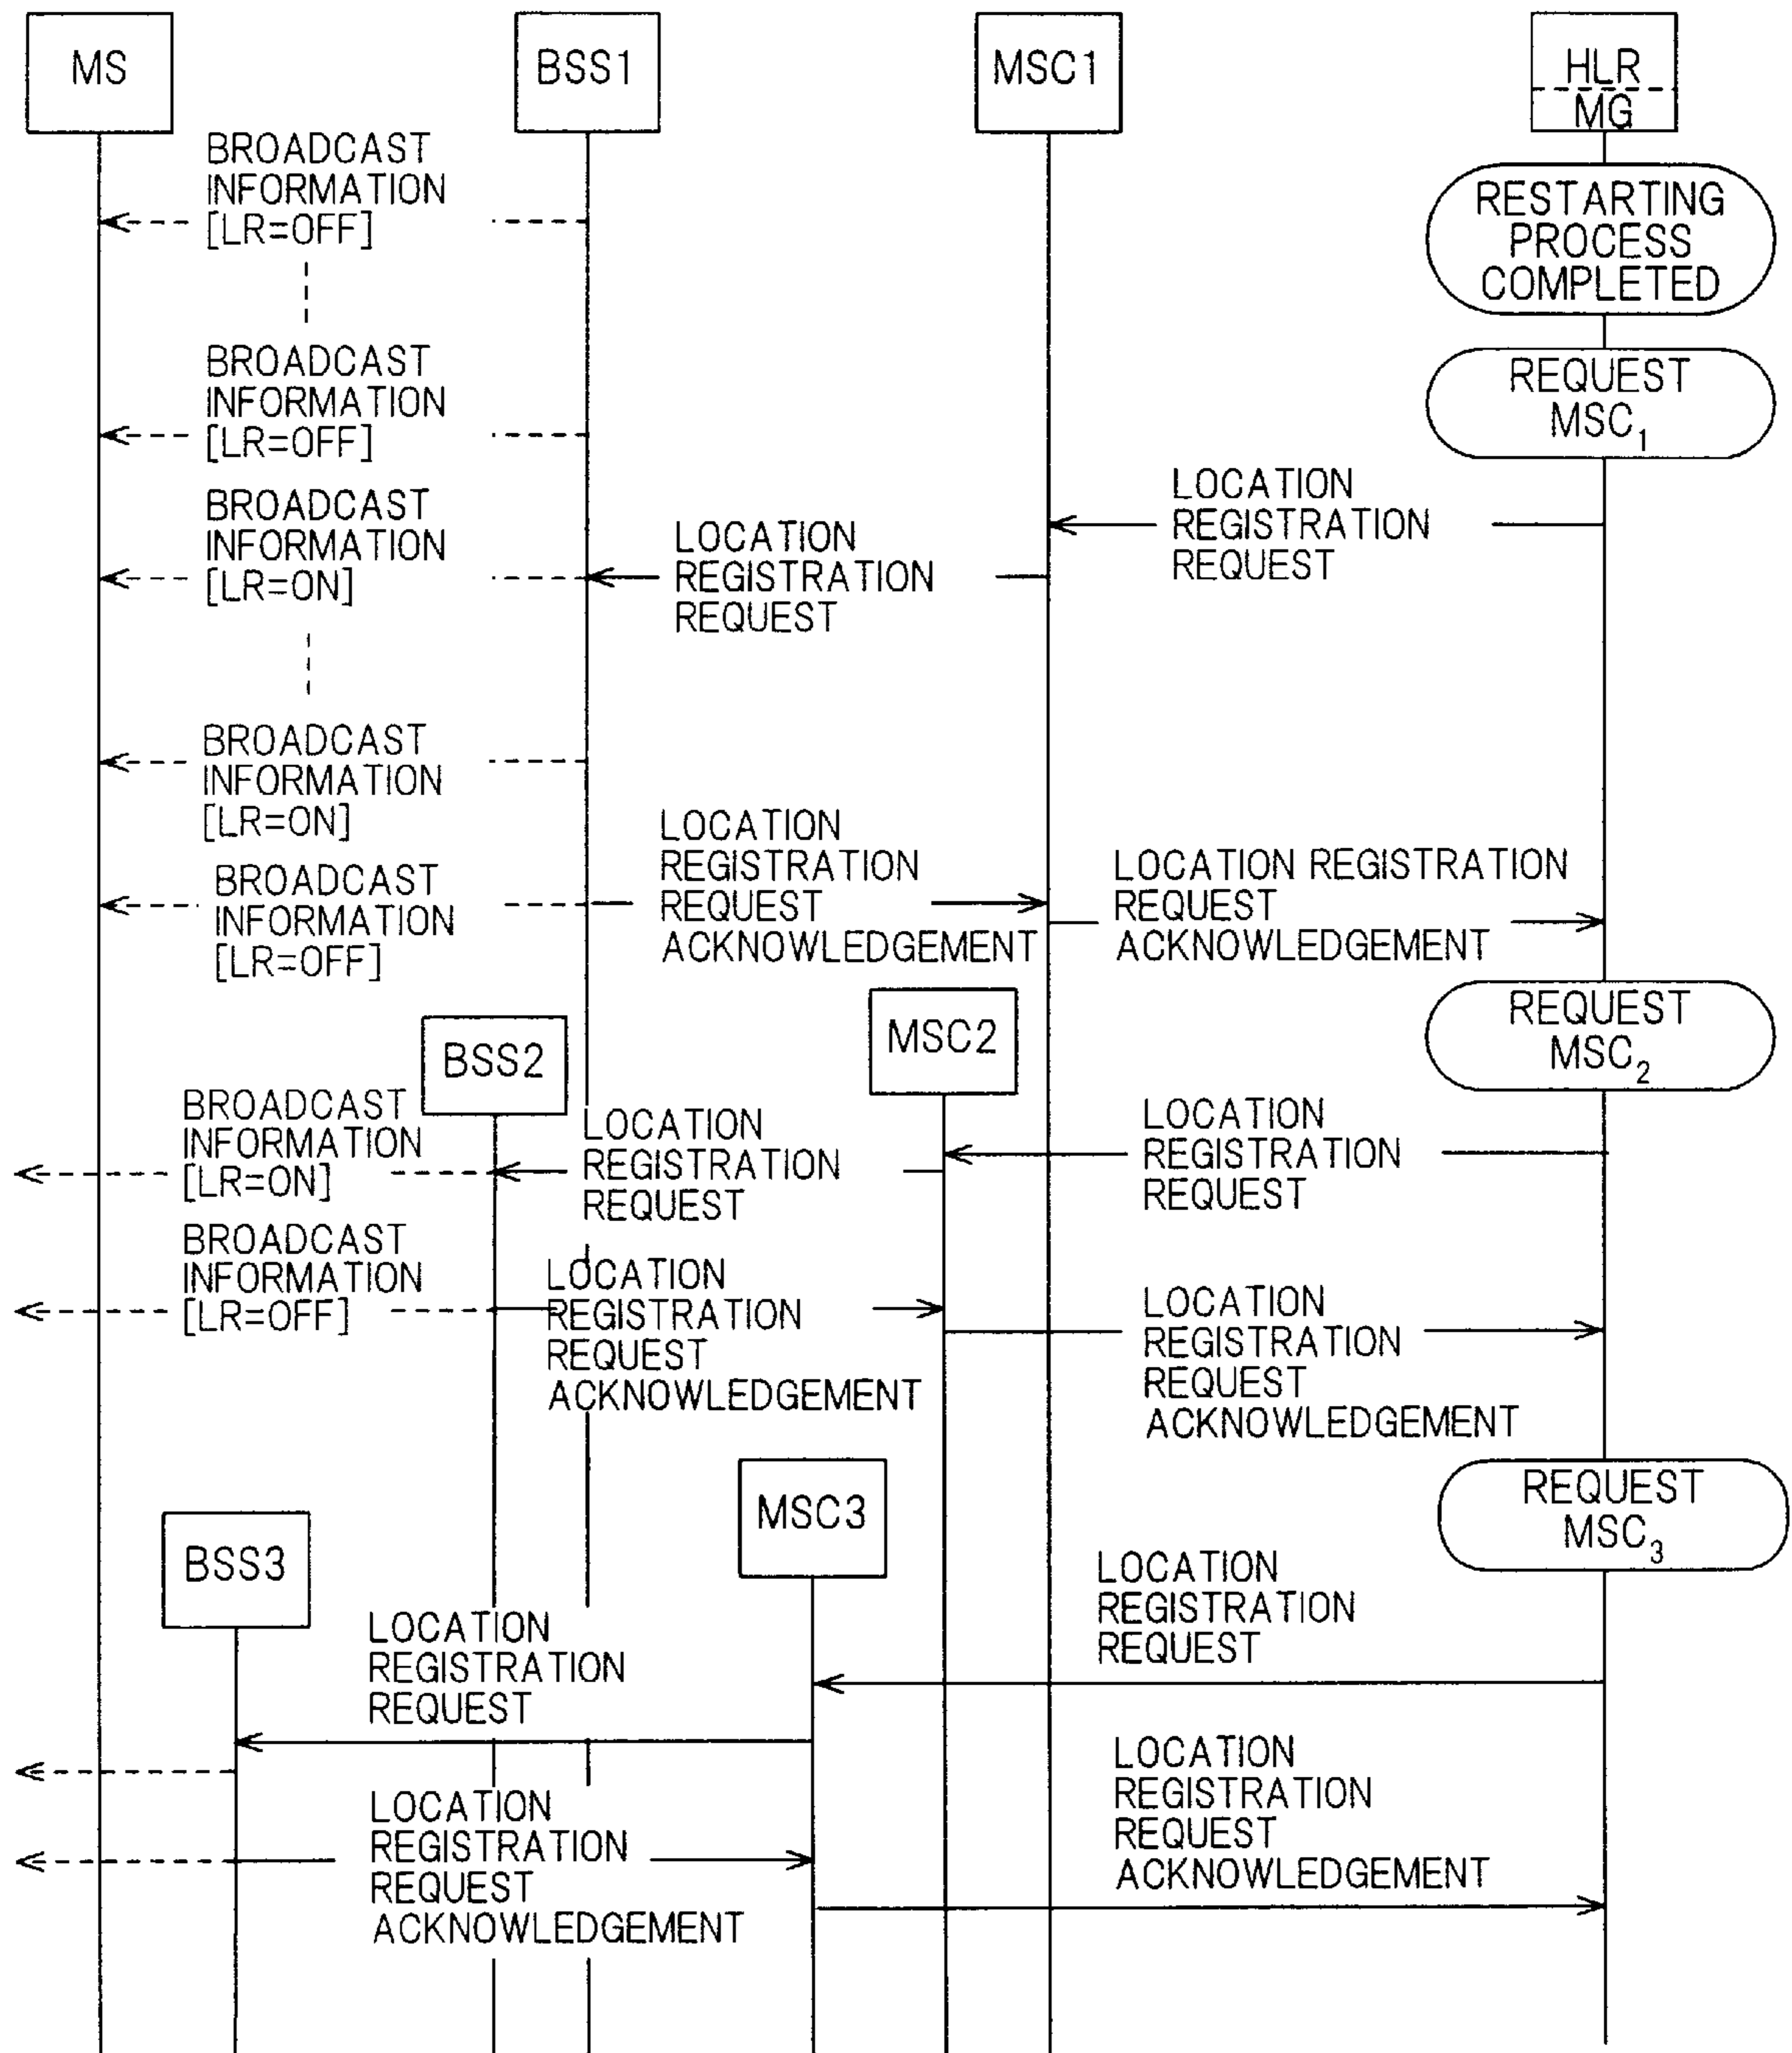 MS
BSS1
MSC1
HLR
MG
BROADCAST
INFORMATION
[LR=OFF]
RESTARTING
PROCESS
COMPLETED
BROADCAST
INFORMATION
[LR=OFF]
REQUEST
MSC1
BROADCAST
INFORMATION
[LR=ON]
LOCATION
REGISTRATION
REQUEST
LOCATION
REGISTRATION
REQUEST
BROADCAST
INFORMATION
[LR=ON]
BROADCAST
INFORMATION
[LR=OFF]
LOCATION
REGISTRATION
REQUEST
ACKNOWLEDGEMENT
LOCATION REGISTRATION
REQUEST
ACKNOWLEDGEMENT
BSS2
MSC2
REQUEST
MSC2
BROADCAST
INFORMATION
[LR=ON]
LOCATION
REGISTRATION
REQUEST
LOCATION
REGISTRATION
REQUEST
BROADCAST
INFORMATION
[LR=OFF]
LOCATION
REGISTRATION
REQUEST
ACKNOWLEDGEMENT
LOCATION
REGISTRATION
REQUEST
ACKNOWLEDGEMENT
BSS3
MSC3
REQUEST
MSC3
LOCATION
REGISTRATION
REQUEST
LOCATION
REGISTRATION
REQUEST
LOCATION
REGISTRATION
REQUEST
ACKNOWLEDGEMENT
LOCATION
REGISTRATION
REQUEST
ACKNOWLEDGEMENT